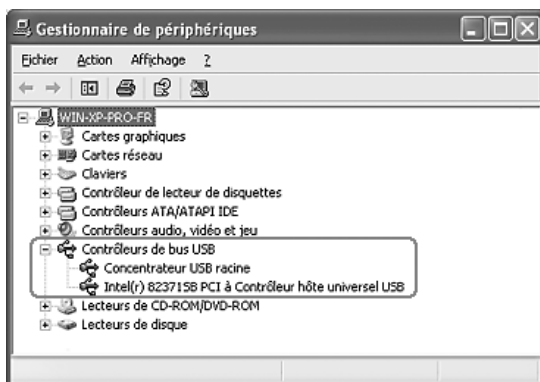 Gestionnaire de périphériques
Fichier Action Affichage ?
WIN-XP-PRO-FR
Cartes graphiques
Cartes réseau
Claviers
Contrôleur de lecteur de disquettes
Contrôleurs ATA/ATAPI IDE
Contrôleurs audio, vidéo et jeu
Contrôleurs de bus USB
Concentrateur USB racine
Intel(r) 82371SB PCI à Contrôleur hôte universel USB
Lecteurs de CD-ROM/DVD-ROM
Lecteurs de disque